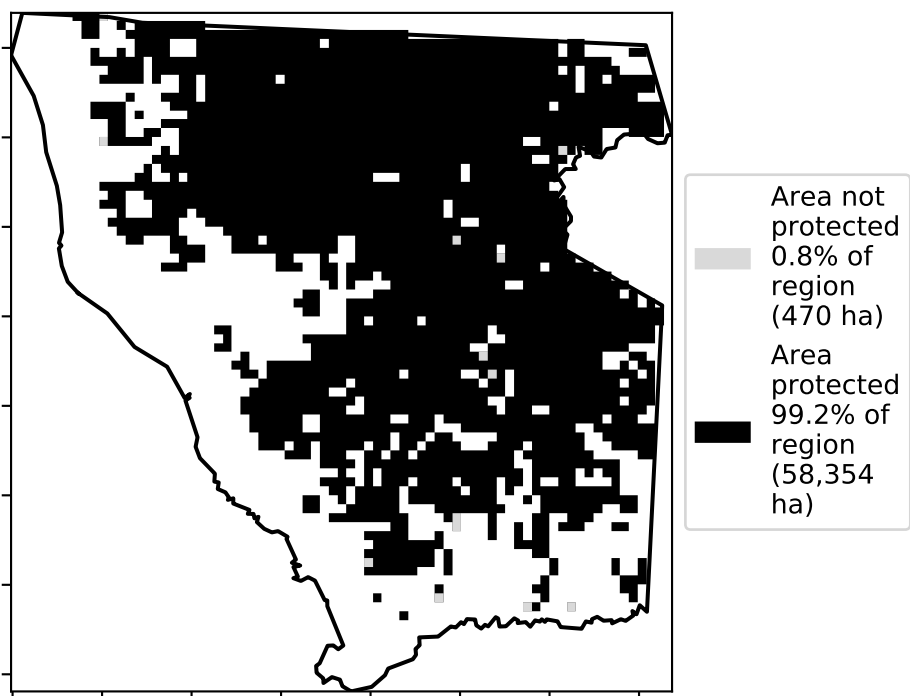 Area not
protected
0.8% of
region
(470 ha)
Area
protected
99.2% of
region
(58,354
ha)